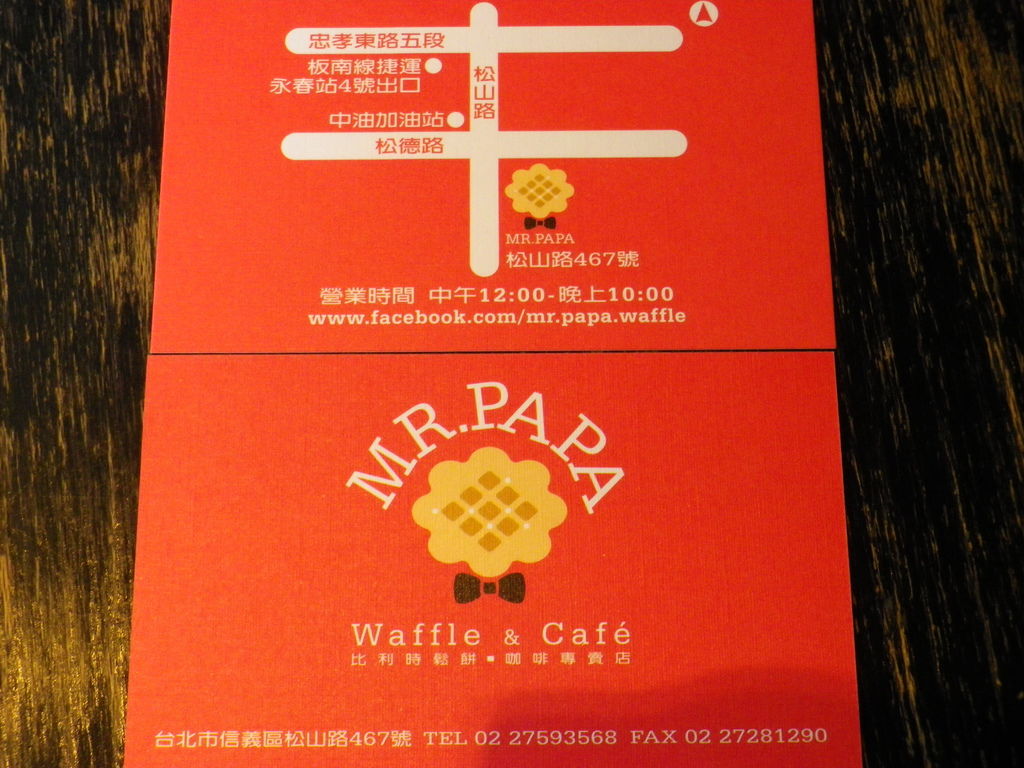 忠孝東路五段
板南線捷運
永春站4號出口
松山路
中油加油站
松德路
MR.PAPA
松山路467號
營業時間 中午12:00-晚上10:00
www.facebook.com/mr.papa.waffle
MR.PAPA
Waffle & Café
比利時鬆餅▪咖啡專賣店
台北市信義區松山路467號 TEL 02 27593568 FAX 02 27281290